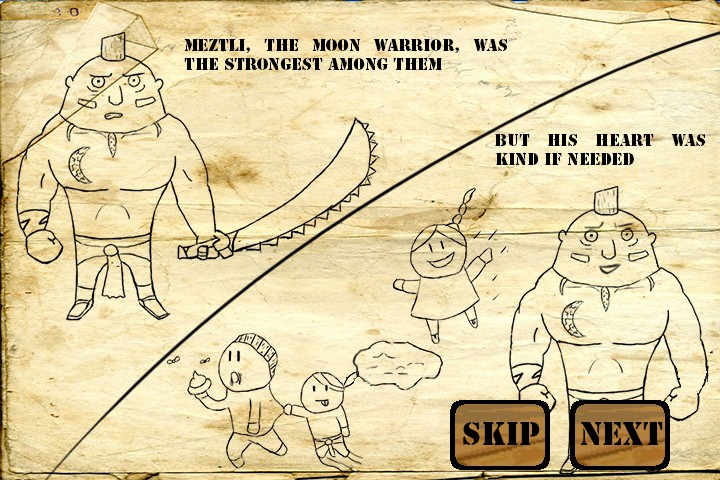 MEZTLI, THE MOON WARRIOR, WAS
THE STRONGEST AMONG THEM
BUT HIS HEART WAS
KIND IF NEEDED
SKIP
NEXT